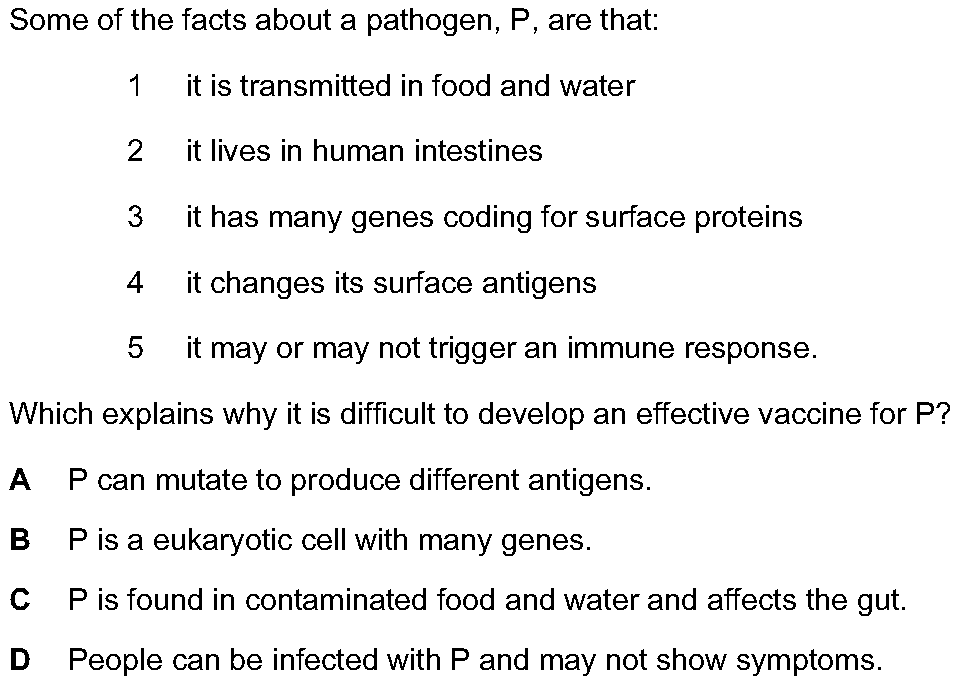 Some of the facts about a pathogen, P, are that:
1 it is transmitted in food and water
2 it lives in human intestines
3 it has many genes coding for surface proteins
4 it changes its surface antigens
5 it may or may not trigger an immune response.
Which explains why it is difficult to develop an effective vaccine for P?
A P can mutate to produce different antigens.
B P is a eukaryotic cell with many genes.
C P is found in contaminated food and water and affects the gut.
D People can be infected with P and may not show symptoms.